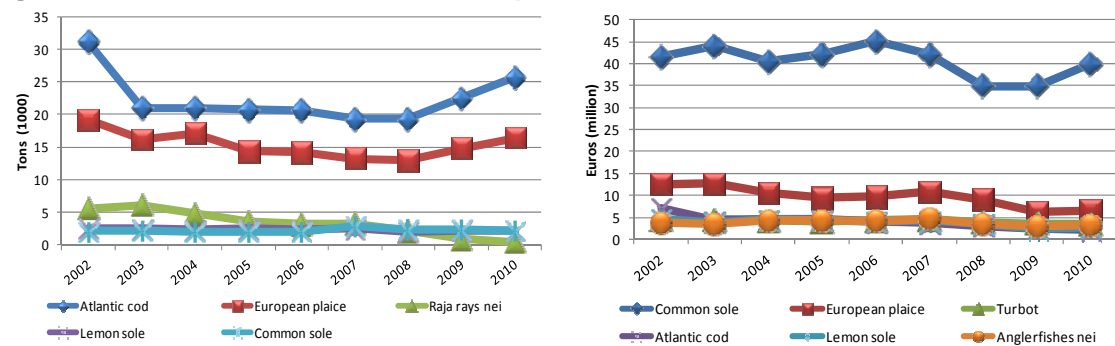 Tons (1000)
35
30
25
20
15
10
5
0
2002 2003 2004 2005 2006 2007 2008 2009 2010
Atlantic cod European plaice Raja rays nei
Lemon sole Common sole
Euros (million)
50
45
40
35
30
25
20
15
10
5
0
2002 2003 2004 2005 2006 2007 2008 2009 2010
Common sole European plaice Turbot
Atlantic cod Lemon sole Anglerfishes nei